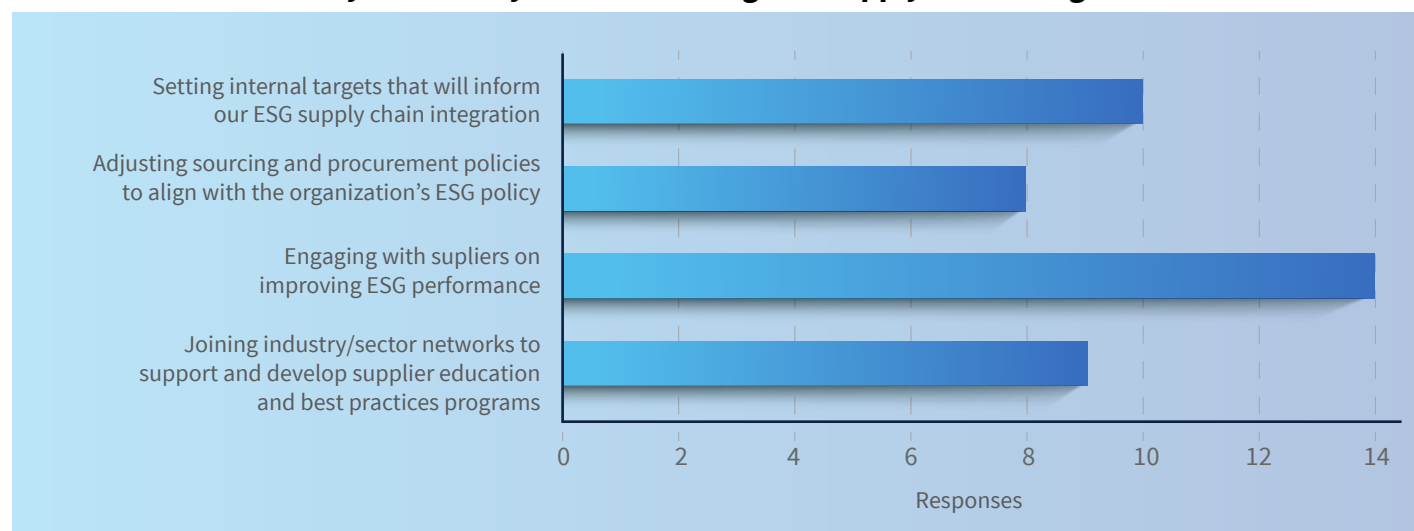 Setting internal targets that will inform
our ESG supply chain integration
Adjusting sourcing and procurement policies
to align with the organization’s ESG policy
Engaging with supliers on
improving ESG performance
Joining industry/sector networks to
support and develop supplier education
and best practices programs
0 2 4 6 8 10 12 14
Responses